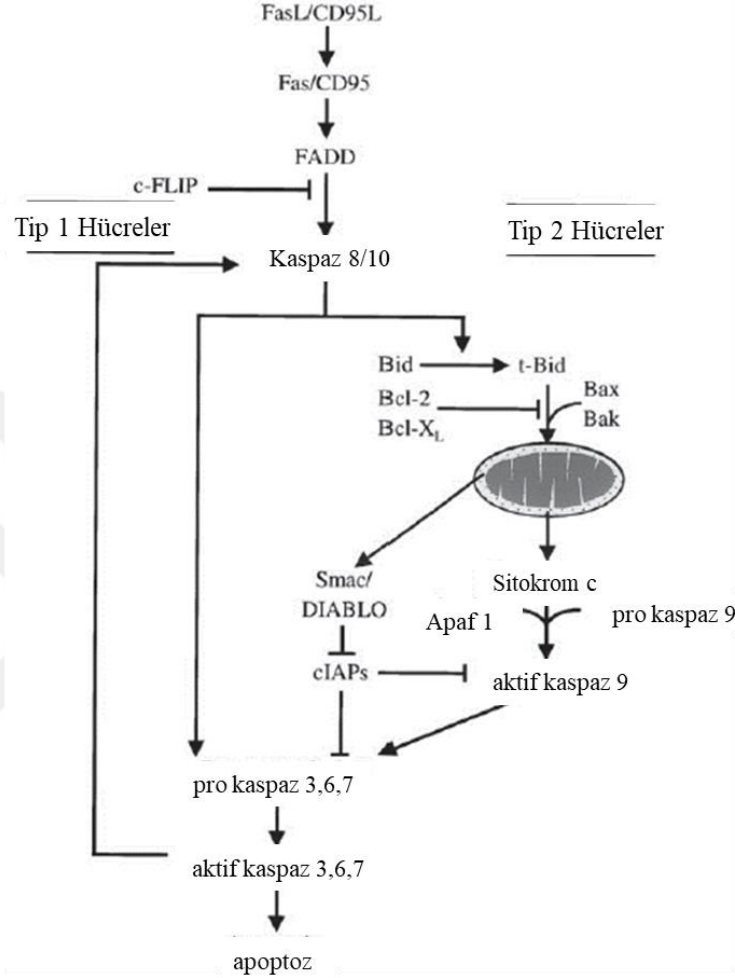 FasL/CD95L
Fas/CD95
FADD
c-FLIP
Tip 1 Hücreler
Tip 2 Hücreler
Kaspaz 8/10
Bid
t-Bid
Bcl-2
Bax
Bcl-XL
Bak
Smac/
DIABLO
Sitokrom c
Apaf 1
pro kaspaz 9
cIAPs
aktif kaspaz 9
pro kaspaz 3,6,7
aktif kaspaz 3,6,7
apoptoz